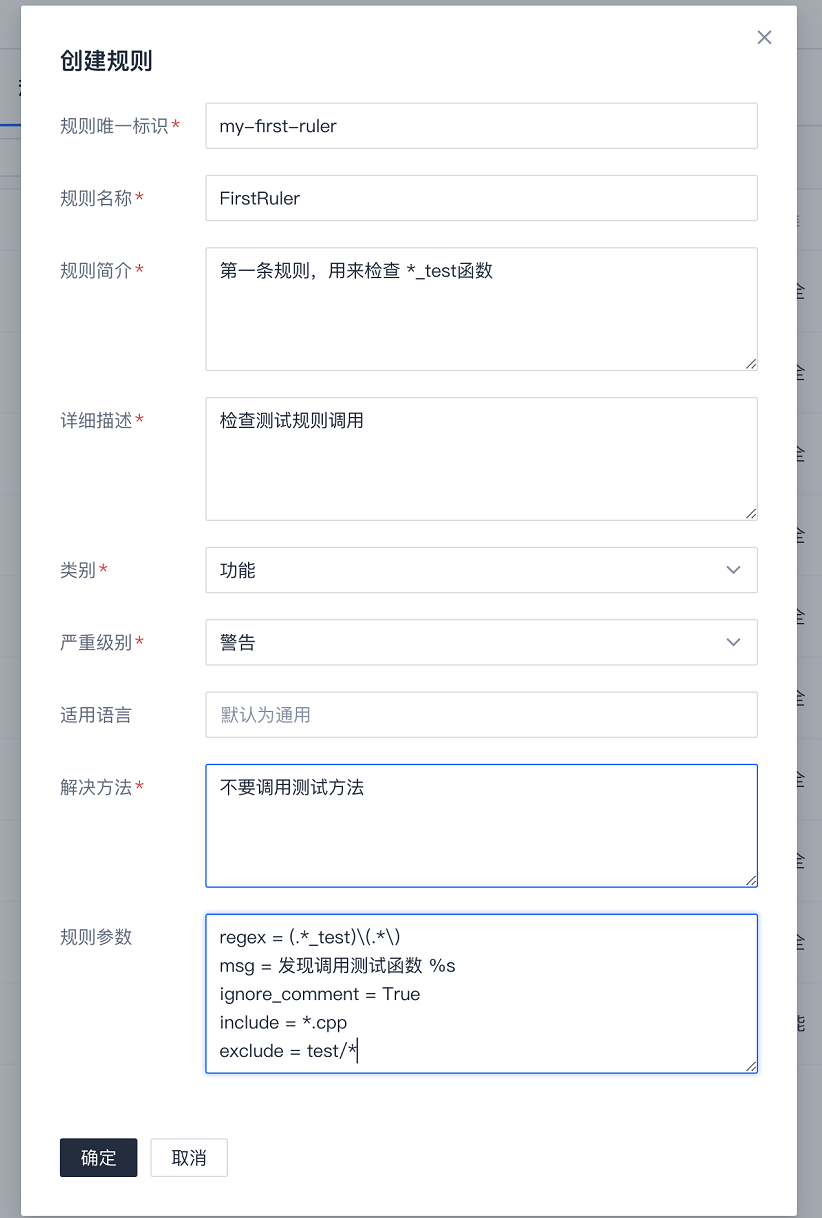 创建规则
规则唯一标识* my-first-ruler
规则名称* FirstRuler
规则简介* 第一条规则，用来检查 *_test函数
详细描述* 检查测试规则调用
类别* 功能
严重级别* 警告
适用语言 默认为通用
解决方法* 不要调用测试方法
规则参数 regex = (.*_test)\(.*\)
msg = 发现调用测试函数 %s
ignore_comment = True
include = *.cpp
exclude = test/*
确定 取消